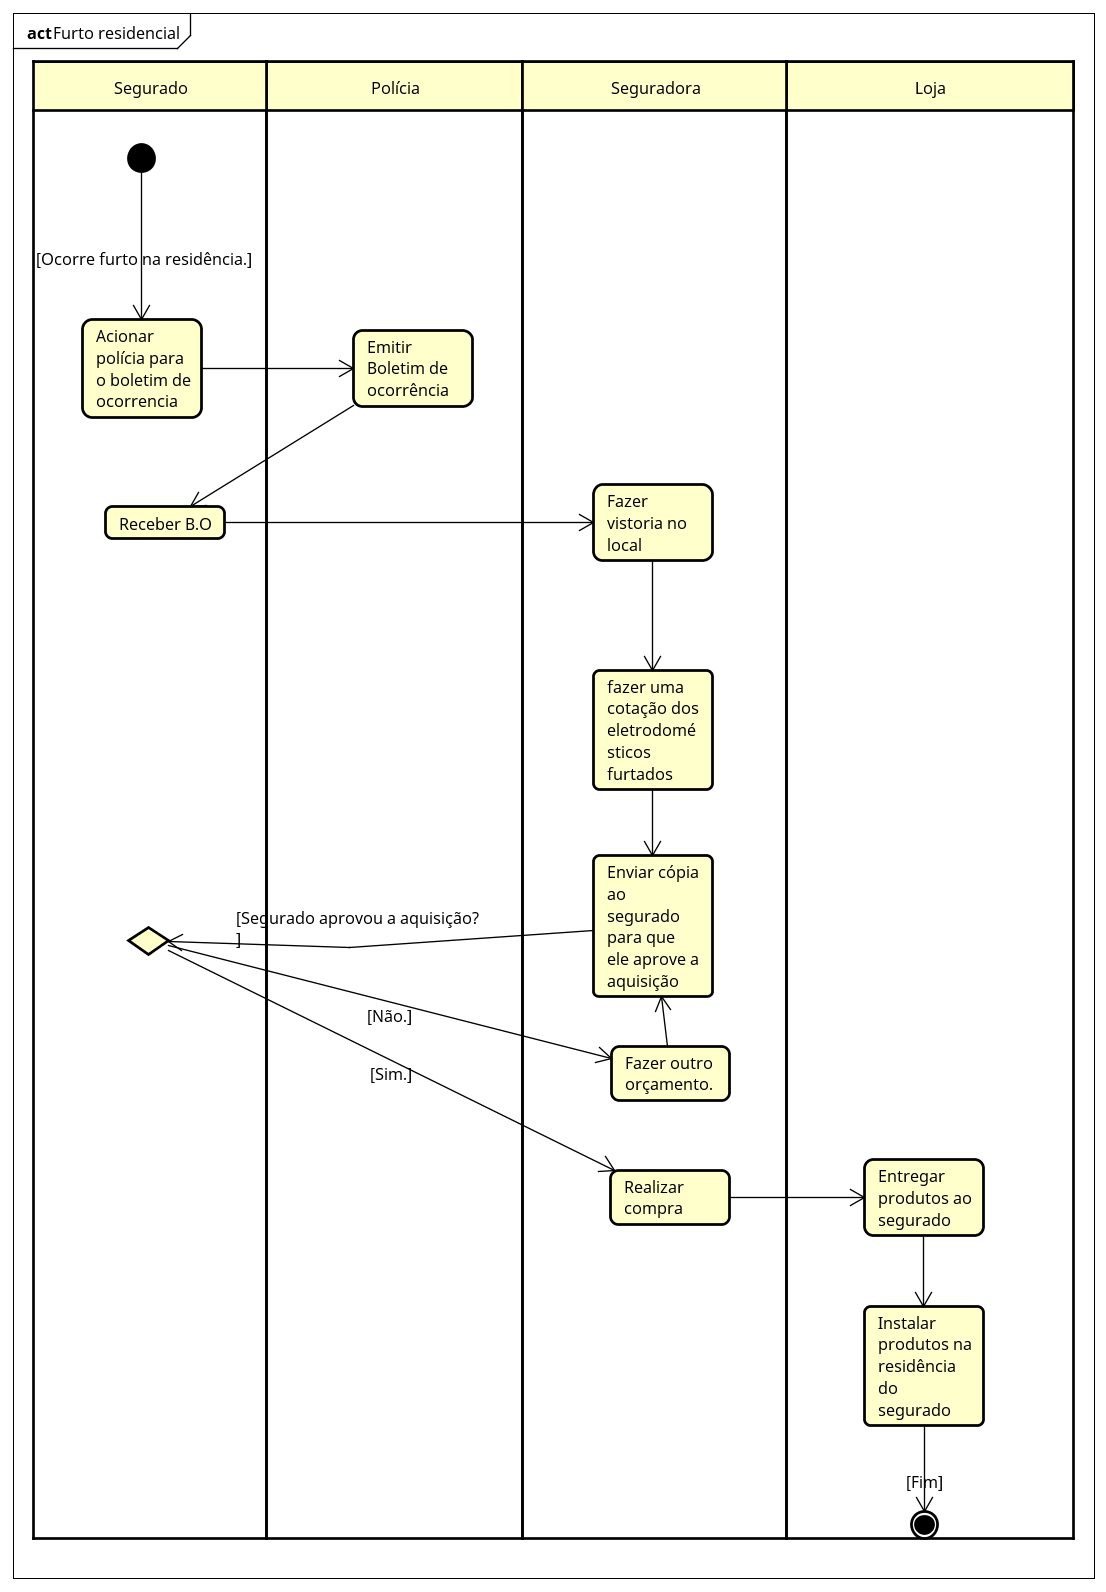 act Furto residencial
Segurado
Polícia
Seguradora
Loja
[Ocorre furto na residência.]
Acionar
polícia para
o boletim de
ocorrencia
Emitir
Boletim de
ocorrência
Receber B.O
Fazer
vistoria no
local
fazer uma
cotação dos
eletrodomé
sticos
furtados
Enviar cópia
ao
segurado
para que
ele aprove a
aquisição
[Segurado aprovou a aquisição?
]
[Não.]
Fazer outro
orçamento.
[Sim.]
Realizar
compra
Entregar
produtos ao
segurado
Instalar
produtos na
residência
do
segurado
[Fim]